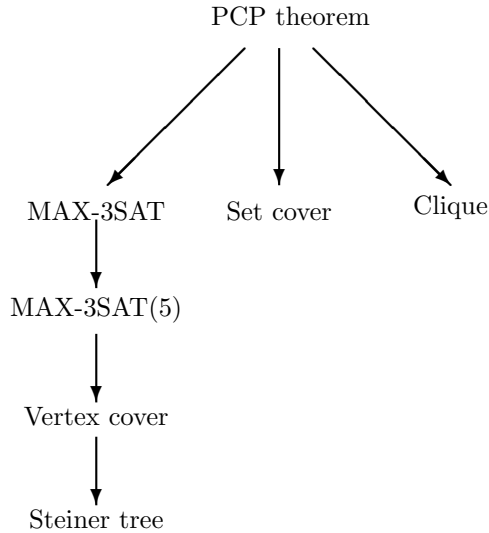 PCP theorem
MAX-3SAT
Set cover
Clique
MAX-3SAT(5)
Vertex cover
Steiner tree